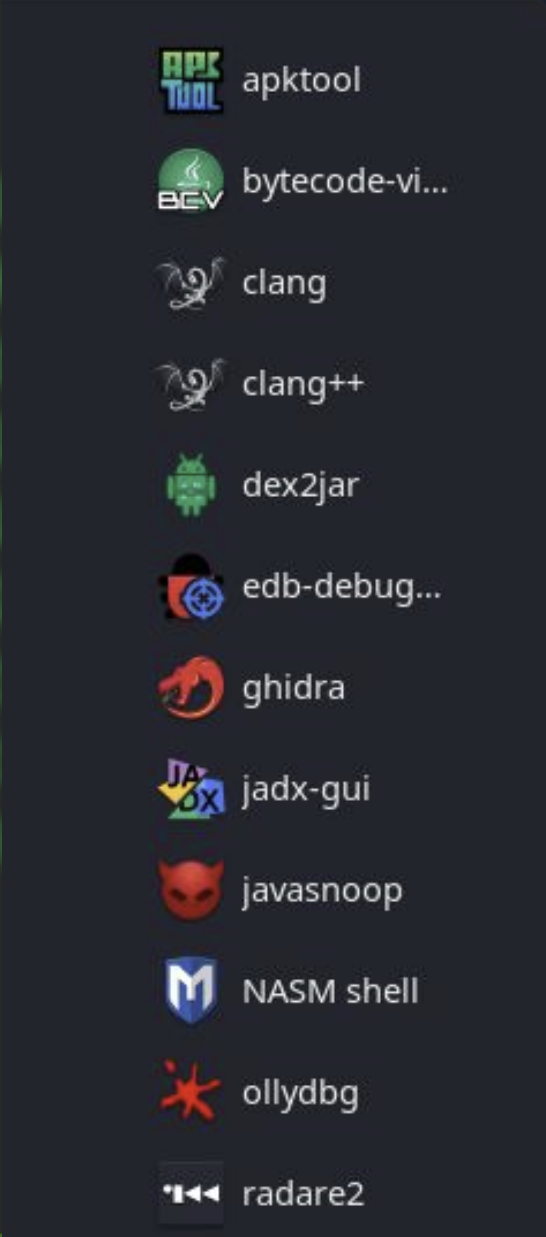 APK
TOOL
apktool
BCV
bytecode-vi...
clang
clang++
dex2jar
edb-debug...
ghidra
JA
DX
jadx-gui
javasnoop
M
NASM shell
ollydbg
radare2